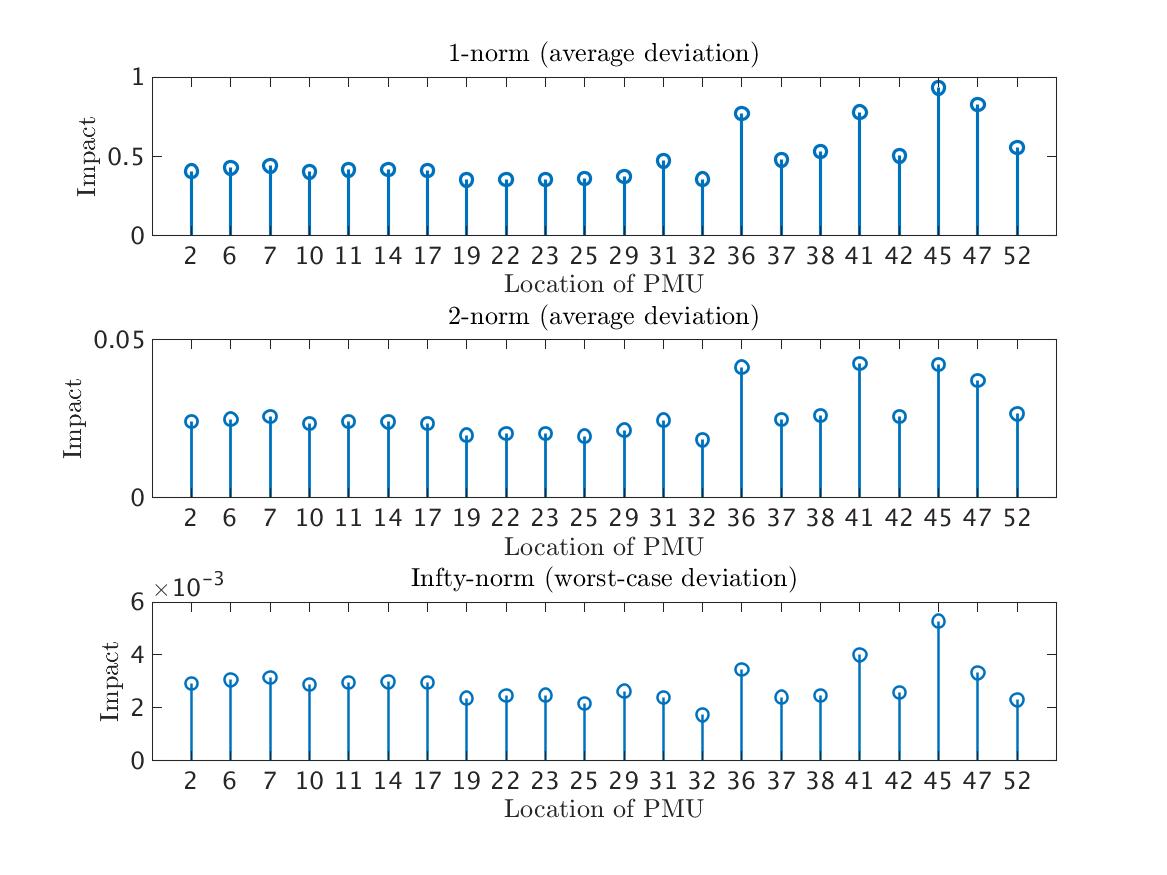 1-norm (average deviation)
1
0.5
0
Impact
2 6 7 10 11 14 17 19 22 23 25 29 31 32 36 37 38 41 42 45 47 52
Location of PMU
2-norm (average deviation)
0.05
0
Impact
2 6 7 10 11 14 17 19 22 23 25 29 31 32 36 37 38 41 42 45 47 52
Location of PMU
Infty-norm (worst-case deviation)
×10⁻³
6
4
2
0
Impact
2 6 7 10 11 14 17 19 22 23 25 29 31 32 36 37 38 41 42 45 47 52
Location of PMU